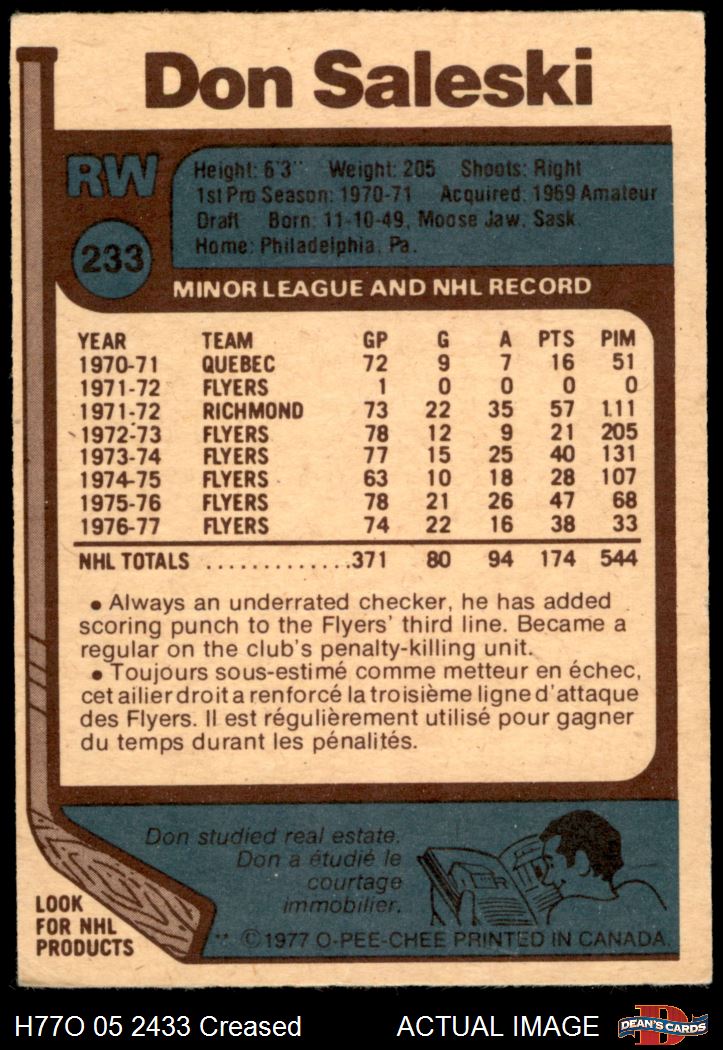 Don Saleski
RW
Height: 6'3" Weight: 205 Shoots: Right
1st Pro Season: 1970-71 Acquired: 1969 Amateur
Draft Born: 11-10-49, Moose Jaw, Sask.
Home: Philadelphia, Pa.
233
MINOR LEAGUE AND NHL RECORD
YEAR TEAM GP G A PTS PIM
1970-71 QUEBEC 72 9 7 16 51
1971-72 FLYERS 1 0 0 0 0
1971-72 RICHMOND 73 22 35 57 111
1972-73 FLYERS 78 12 9 21 205
1973-74 FLYERS 77 15 25 40 131
1974-75 FLYERS 63 10 18 28 107
1975-76 FLYERS 78 21 26 47 68
1976-77 FLYERS 74 22 16 38 33
NHL TOTALS .............371 80 94 174 544
• Always an underrated checker, he has added
scoring punch to the Flyers' third line. Became a
regular on the club's penalty-killing unit.
• Toujours sous-estimé comme metteur en échec,
cet ailier droit a renforcé la troisième ligne d'attaque
des Flyers. Il est régulièrement utilisé pour gagner
du temps durant les pénalités.
Don studied real estate.
Don a étudié le
courtage
immobilier.
LOOK
FOR NHL
PRODUCTS
** ©1977 O-PEE-CHEE PRINTED IN CANADA.
H77O 05 2433 Creased ACTUAL IMAGE
D
DEAN'S CARDS